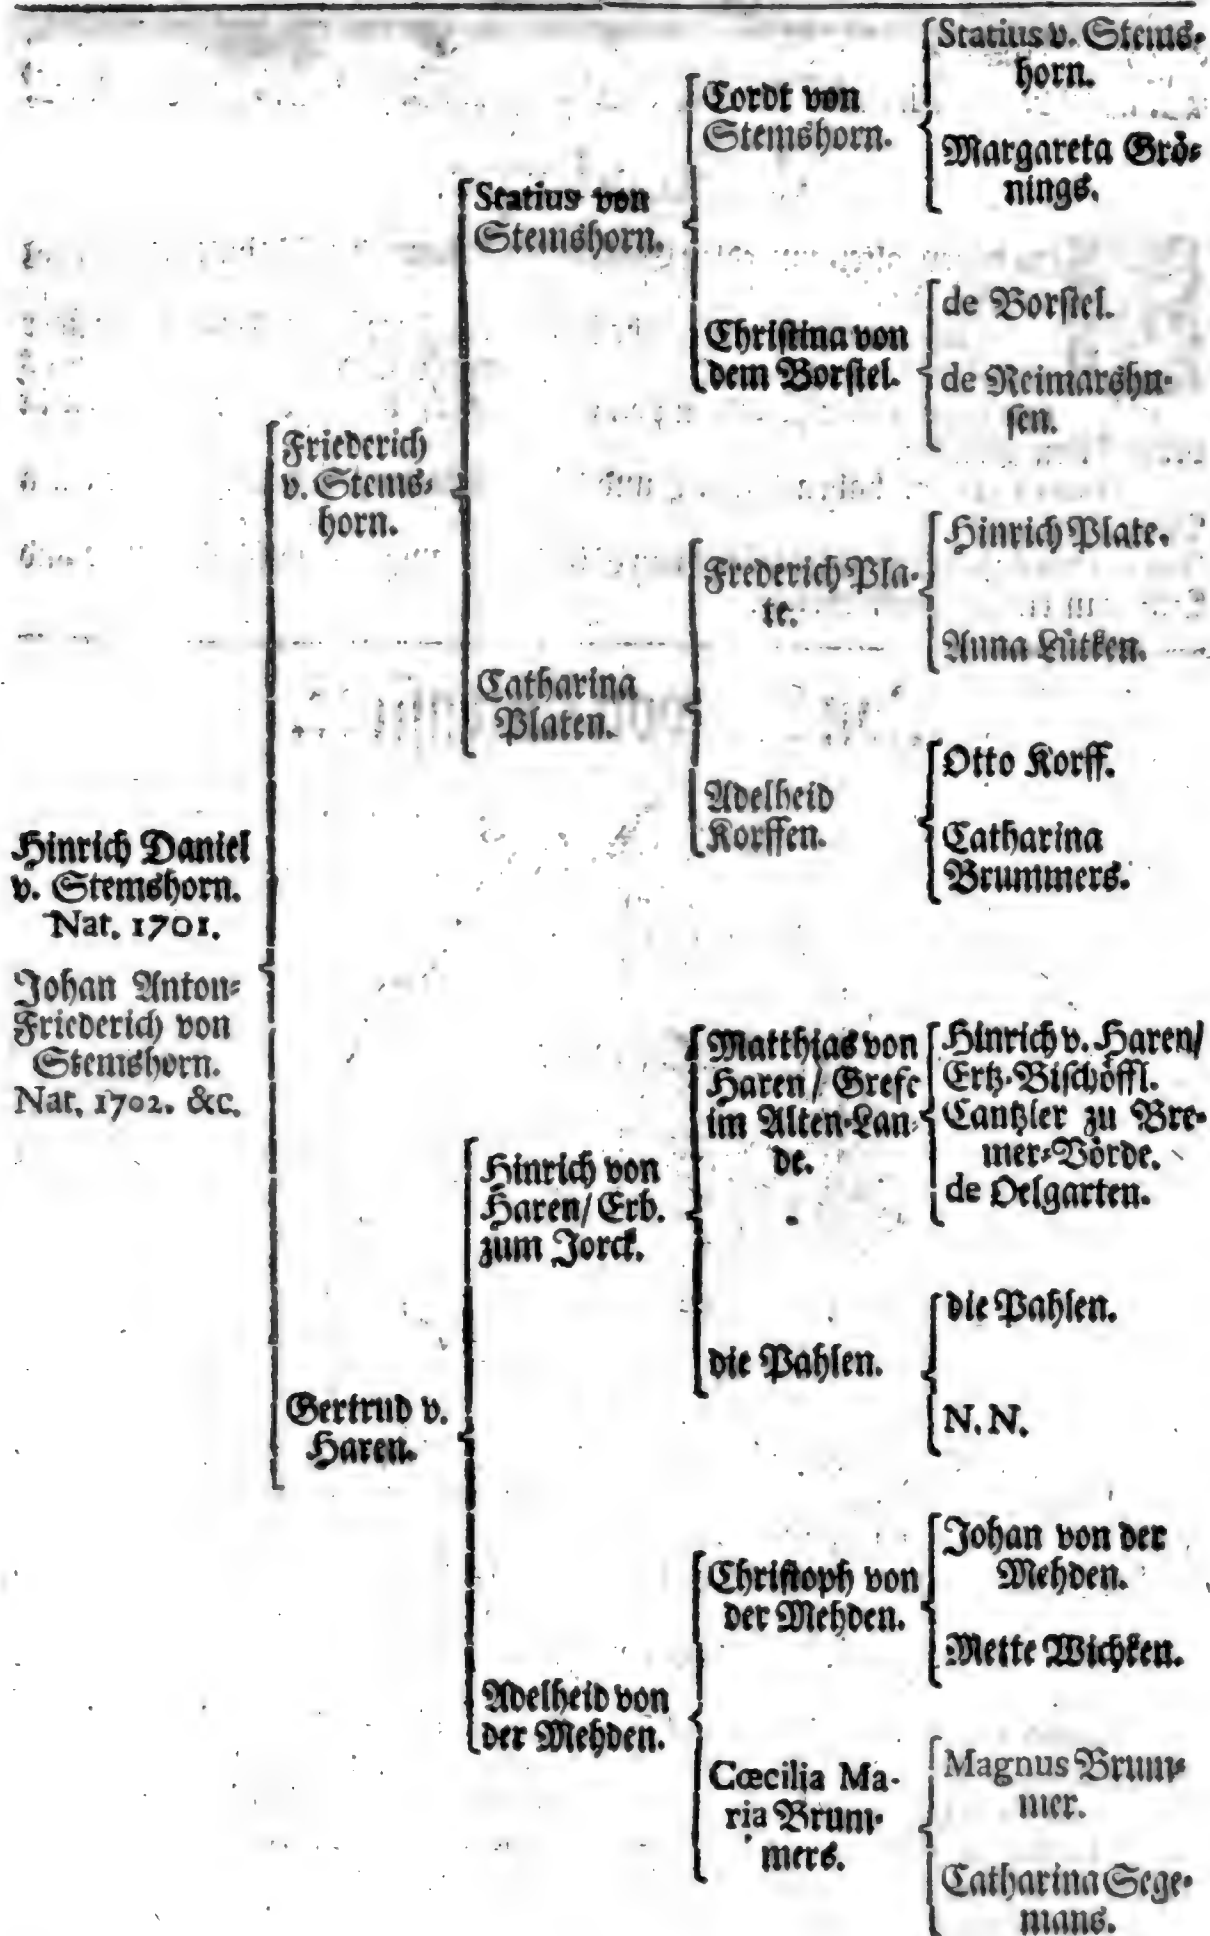 Hinrich Daniel
v. Stemshorn.
Nat. 1701.
Johan Anton-
Friederich von
Stemshorn.
Nat. 1702. &c.
Friederich
v. Stems-
horn.
Gertrud v.
Haren.
Statius von
Stemshorn.
Catharina
Platen.
Hinrich von
Haren/ Erb.
zum Jorck.
Adelheid von
der Mehden.
Cordt von
Stemshorn.
Christina von
dem Borstel.
Frederich Pla-
te.
Adelheid
Korffen.
Matthias von
Haren/ Grefe
im Alten-Lan-
de.
die Pahlen.
Christoph von
der Mehden.
Cœcilia Ma-
ria Brum-
mers.
Statius v. Stems-
horn.
Margareta Grö-
nings.
de Borstel.
de Reimarshu-
sen.
Hinrich Plate.
Anna Lütken.
Otto Korff.
Catharina
Brummers.
Hinrich v. Haren/
Ertz-Bischöffl.
Cantzler zu Bre-
mer-Vörde.
de Oelgarten.
die Pahlen.
N. N.
Johan von der
Mehden.
Mette Wichken.
Magnus Brum-
mer.
Catharina Sege-
mans.